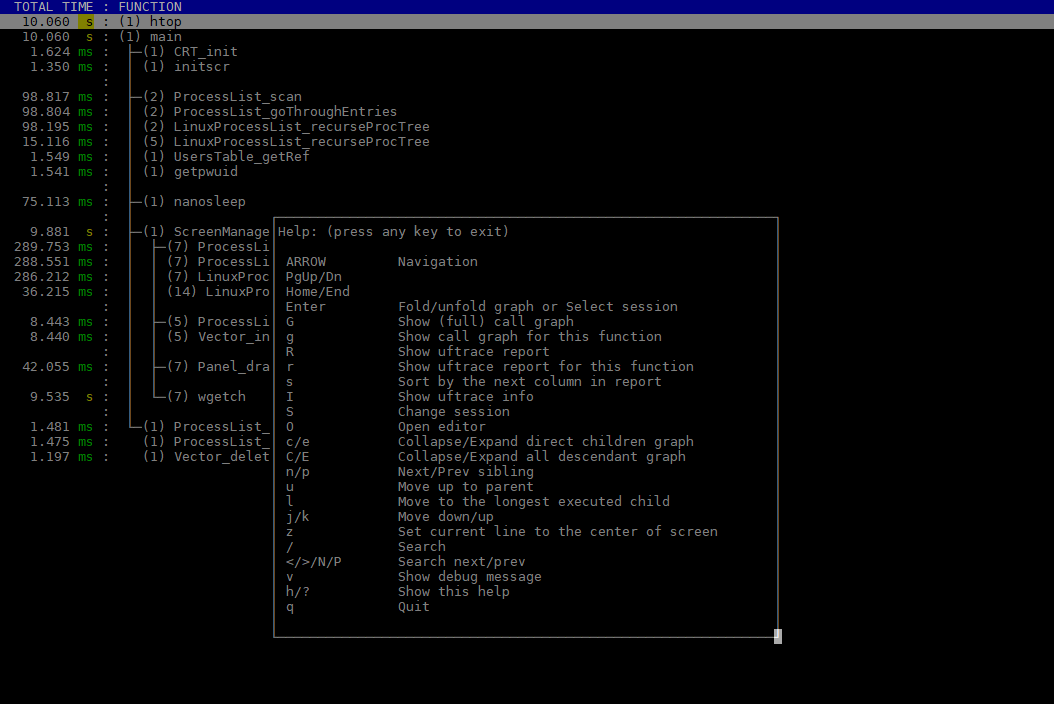 TOTAL TIME : FUNCTION
10.060 s : (1) htop
10.060 s : (1) main
1.624 ms : ├─(1) CRT_init
1.350 ms : │ (1) initscr
: │
98.817 ms : ├─(2) ProcessList_scan
98.804 ms : │ (2) ProcessList_goThroughEntries
98.195 ms : │ (2) LinuxProcessList_recurseProcTree
15.116 ms : │ (5) LinuxProcessList_recurseProcTree
1.549 ms : │ (1) UsersTable_getRef
1.541 ms : │ (1) getpwuid
: │
75.113 ms : ├─(1) nanosleep
: │
9.881 s : ├─(1) ScreenManage
289.753 ms : │ ├─(7) ProcessLi
288.551 ms : │ │ (7) ProcessLi
286.212 ms : │ │ (7) LinuxProc
36.215 ms : │ │ (14) LinuxPro
: │ │
8.443 ms : │ ├─(5) ProcessLi
8.440 ms : │ │ (5) Vector_in
: │ │
42.055 ms : │ ├─(7) Panel_dra
: │ │
9.535 s : │ └─(7) wgetch
: │
1.481 ms : └─(1) ProcessList_
1.475 ms : (1) ProcessList_
1.197 ms : (1) Vector_delet
Help: (press any key to exit)
ARROW Navigation
PgUp/Dn
Home/End
Enter Fold/unfold graph or Select session
G Show (full) call graph
g Show call graph for this function
R Show uftrace report
r Show uftrace report for this function
s Sort by the next column in report
I Show uftrace info
S Change session
O Open editor
c/e Collapse/Expand direct children graph
C/E Collapse/Expand all descendant graph
n/p Next/Prev sibling
u Move up to parent
l Move to the longest executed child
j/k Move down/up
z Set current line to the center of screen
/ Search
</>/N/P Search next/prev
v Show debug message
h/? Show this help
q Quit